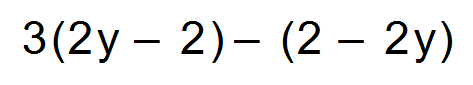 3(2y – 2) – (2 – 2y)